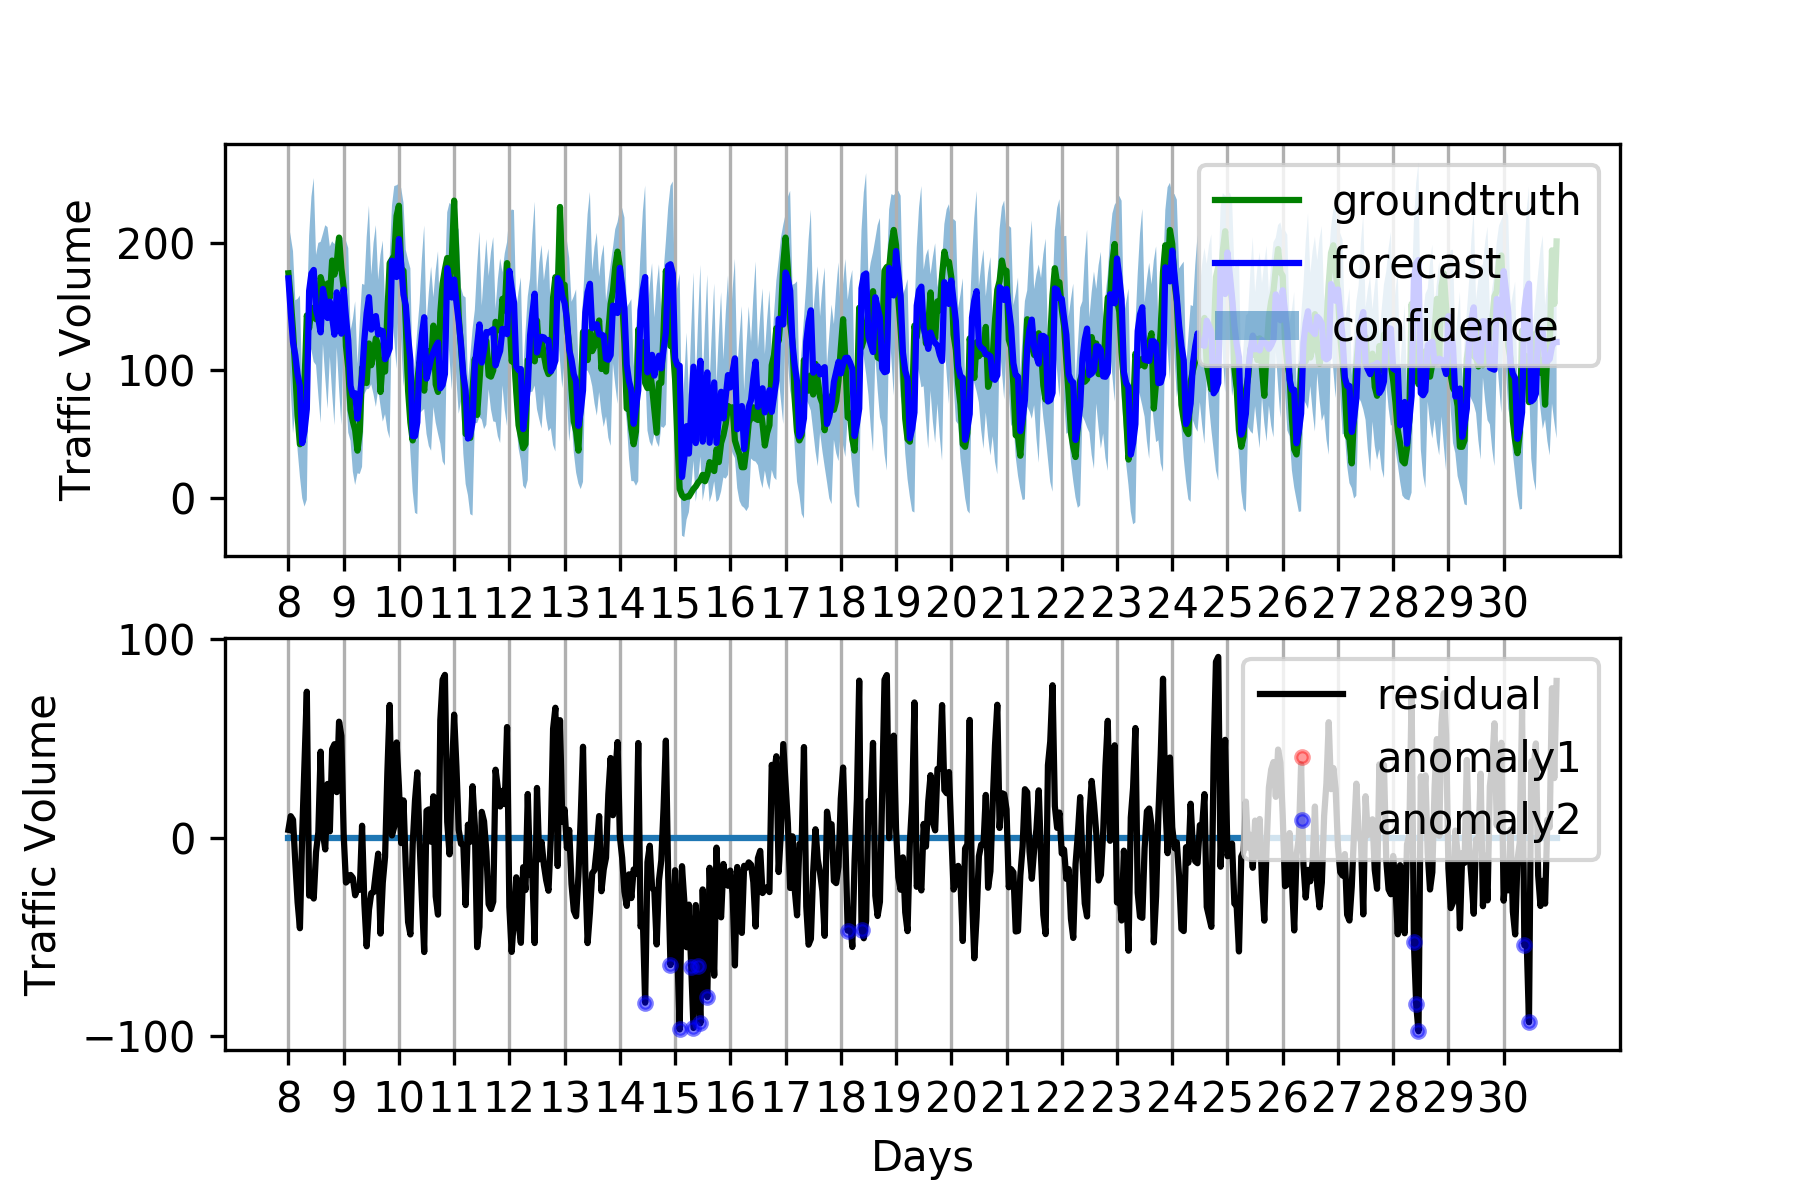 Traffic Volume
200
100
0
groundtruth
forecast
confidence
8 9 10 11 12 13 14 15 16 17 18 19 20 21 22 23 24 25 26 27 28 29 30
Traffic Volume
100
0
−100
residual
anomaly1
anomaly2
8 9 10 11 12 13 14 15 16 17 18 19 20 21 22 23 24 25 26 27 28 29 30
Days